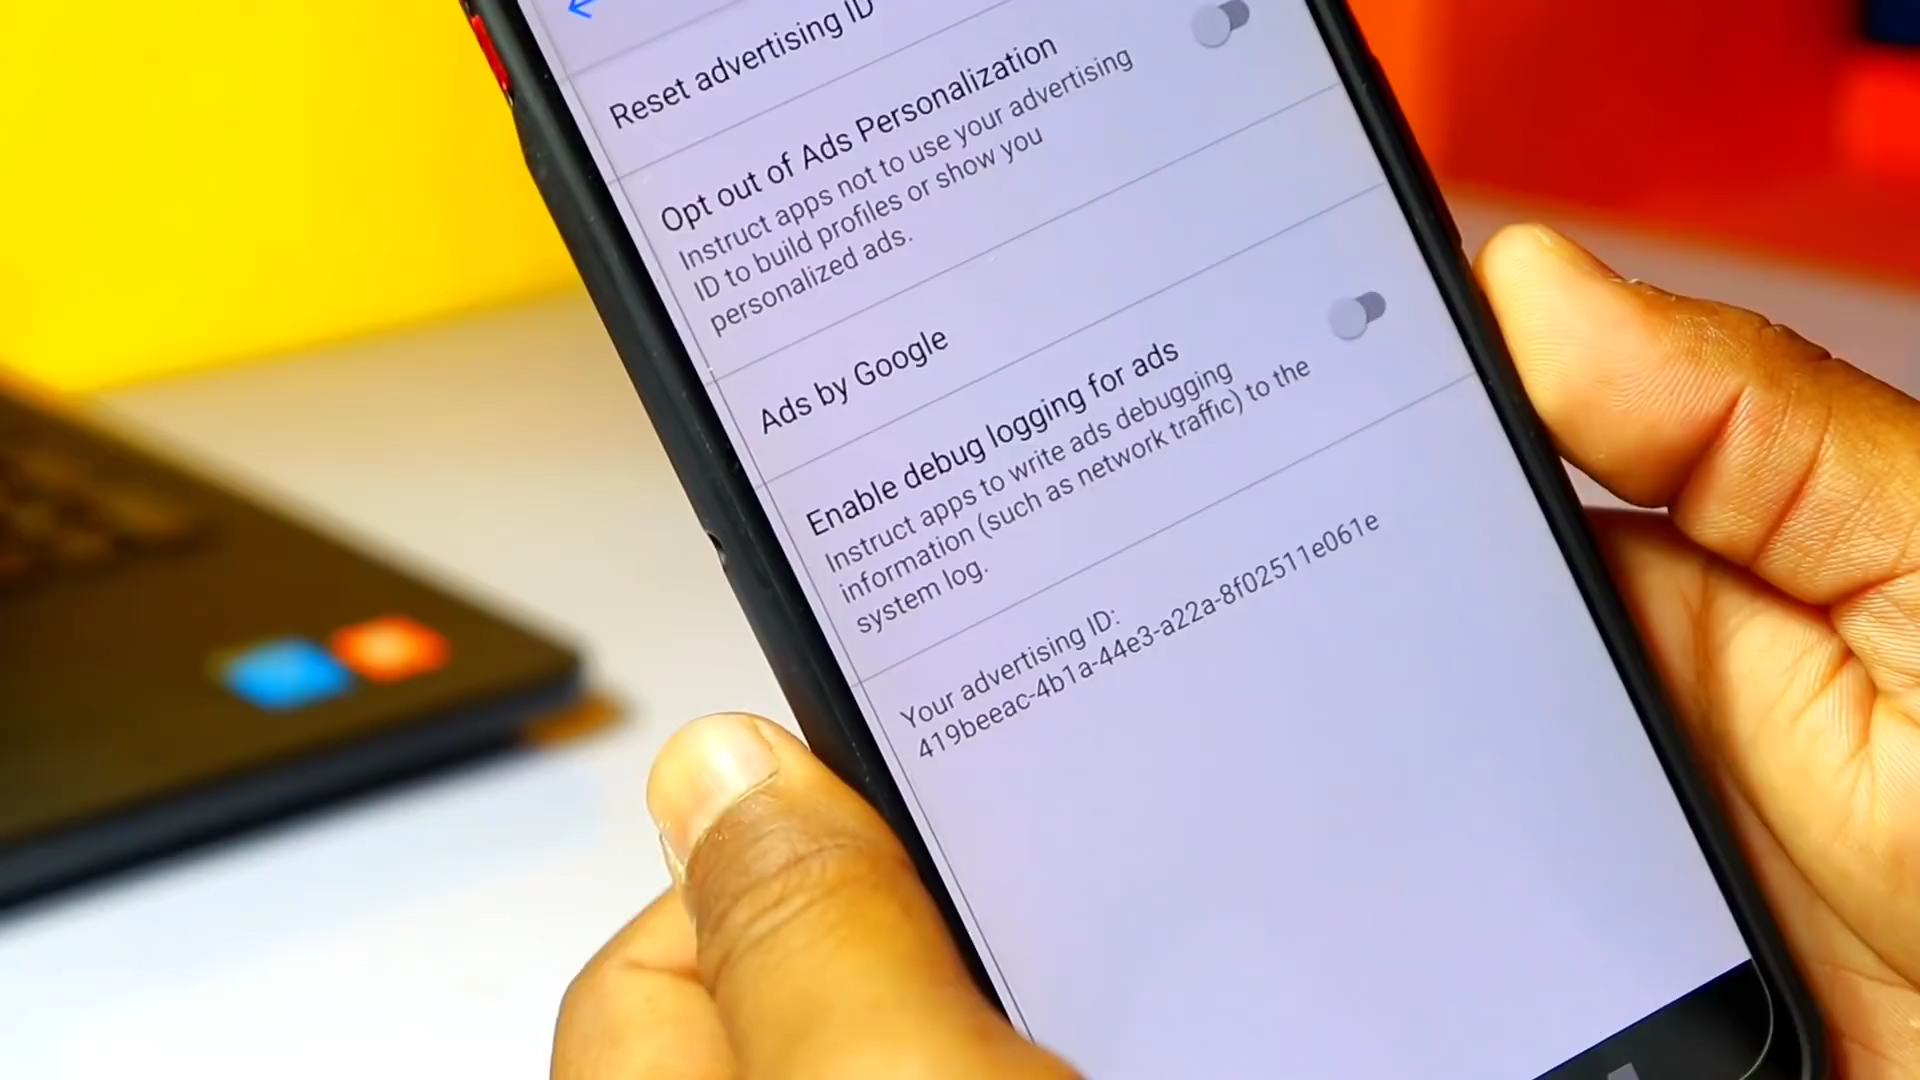 Reset advertising ID
Opt out of Ads Personalization
Instruct apps not to use your advertising
ID to build profiles or show you
personalized ads.
Ads by Google
Enable debug logging for ads
Instruct apps to write ads debugging
information (such as network traffic) to the
system log.
Your advertising ID:
419beeac-4b1a-44e3-a22a-8f02511e061e